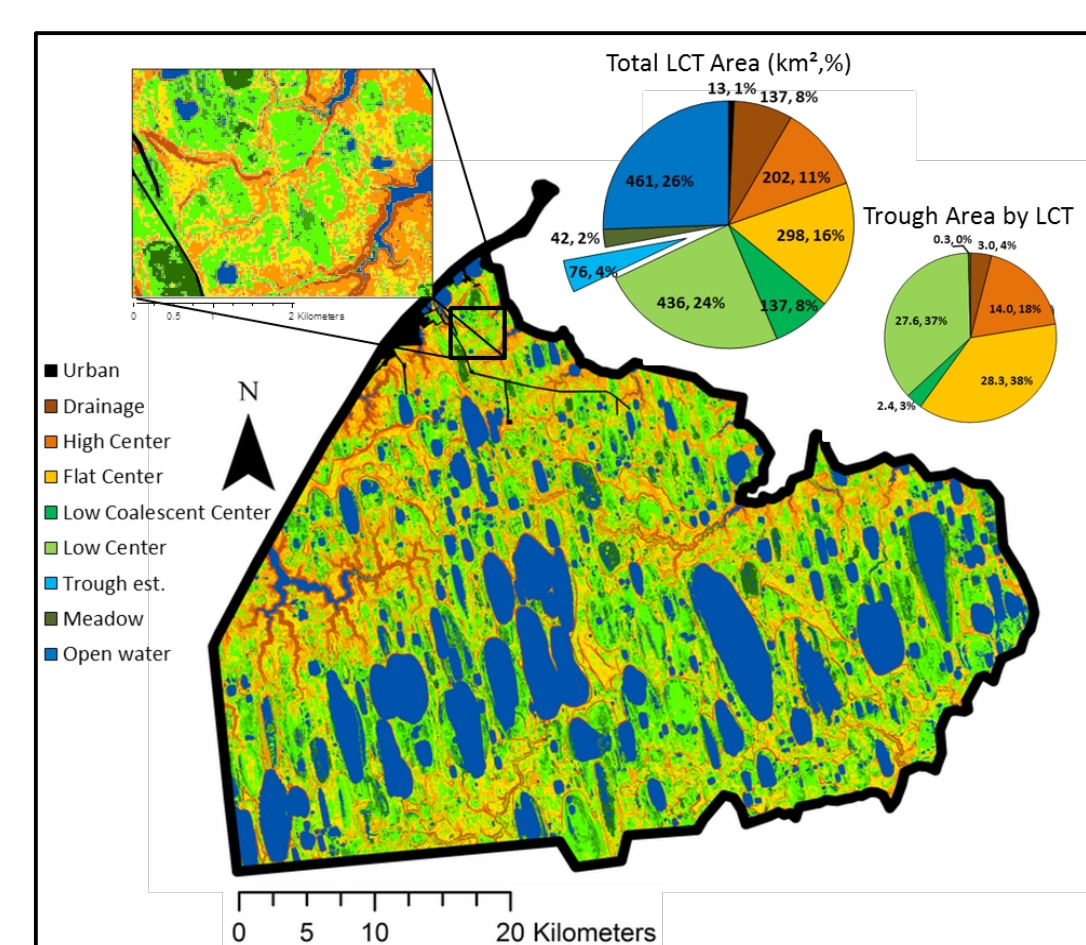 Total LCT Area (km²,%)
13, 1%
137, 8%
202, 11%
298, 16%
137, 8%
436, 24%
76, 4%
42, 2%
461, 26%
Trough Area by LCT
0.3, 0%
3.0, 4%
14.0, 18%
28.3, 38%
2.4, 3%
27.6, 37%
0 0.5 1 2 Kilometers
N
Urban
Drainage
High Center
Flat Center
Low Coalescent Center
Low Center
Trough est.
Meadow
Open water
0 5 10 20 Kilometers